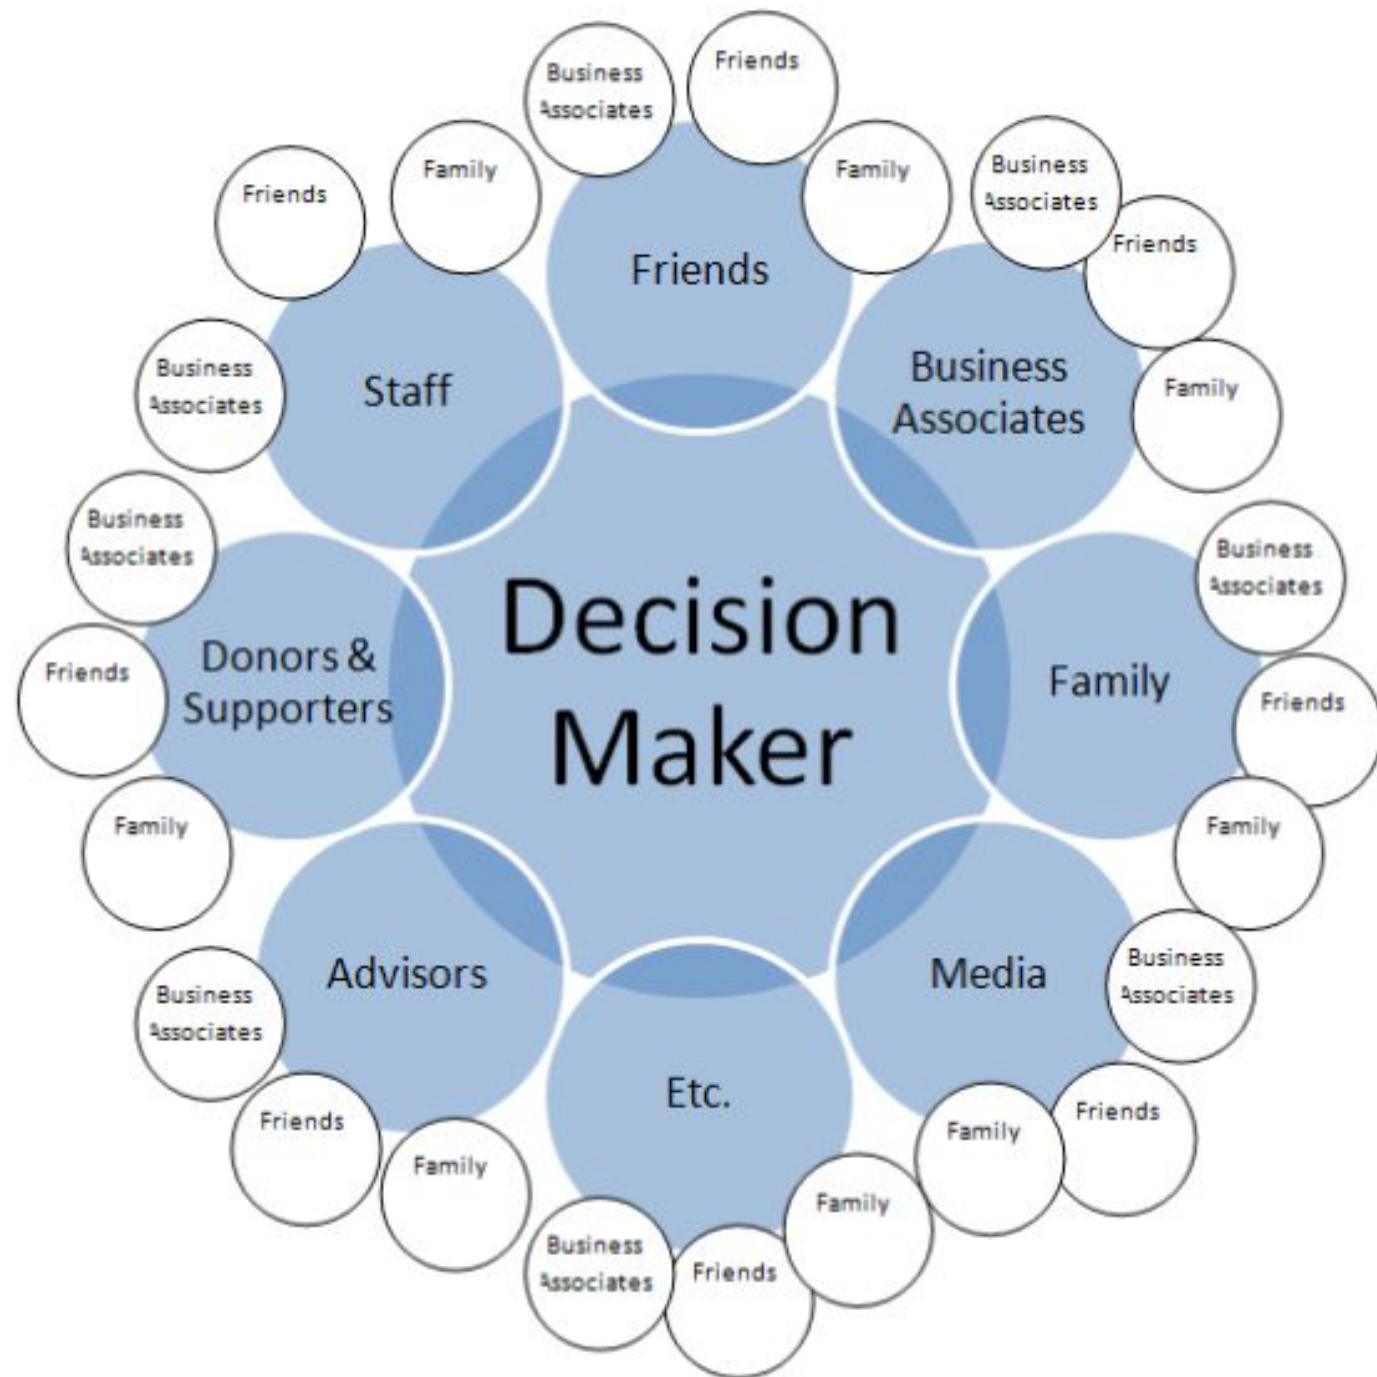 Business
Associates
Friends
Family
Family
Friends
Business
Associates
Friends
Friends
Business
Associates
Staff
Business
Associates
Family
Business
Associates
Business
Associates
Business
Associates
Decision
Maker
Donors &
Supporters
Family
Friends
Friends
Family
Family
Business
Associates
Advisors
Media
Business
Associates
Etc.
Friends
Friends
Family
Family
Family
Business
Associates
Friends